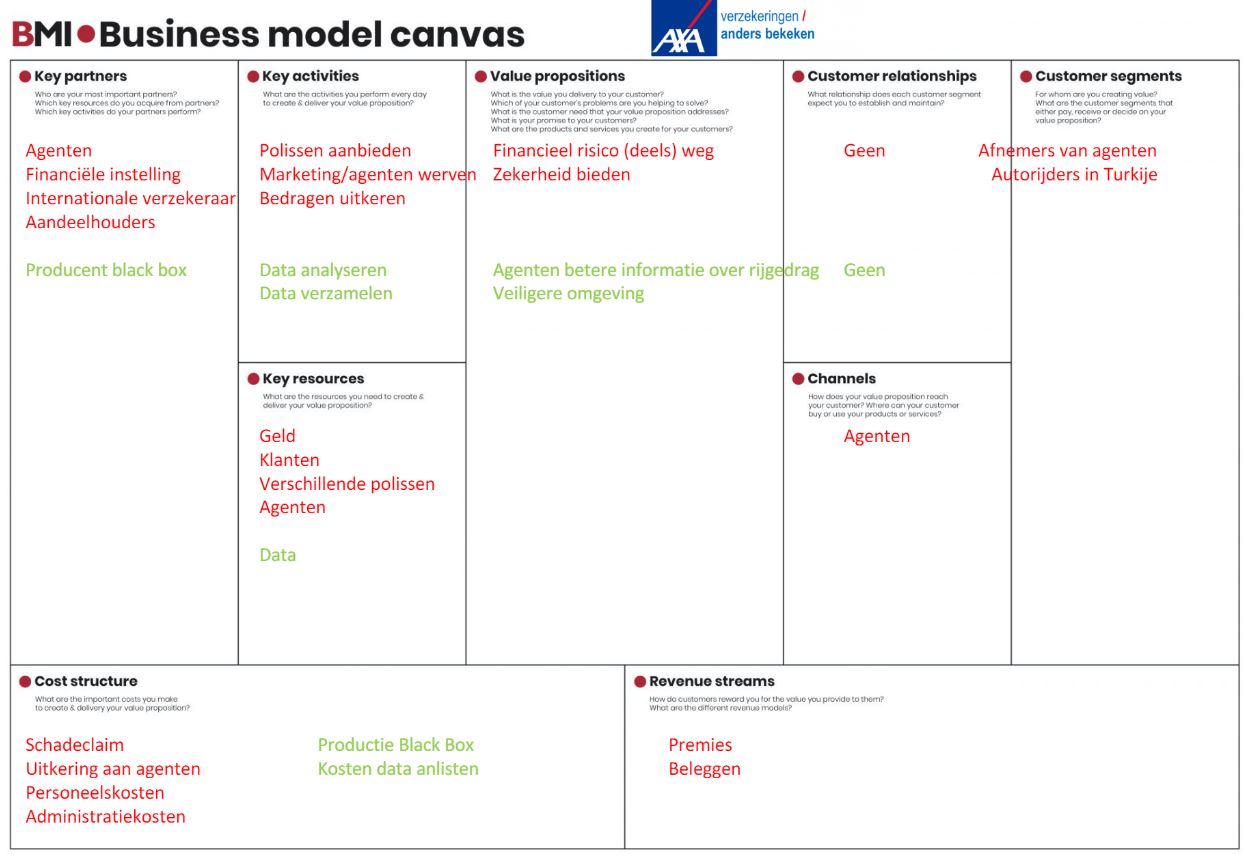 BMI Business model canvas
AXA
verzekeringen /
anders bekeken
Key partners
Who are your most important partners?
Which key resources do you acquire from partners?
Which key activities do your partners perform?
Agenten
Financiële instelling
Internationale verzekeraar
Aandeelhouders
Producent black box
Key activities
What are the activities you perform every day
to create & deliver your value proposition?
Polissen aanbieden
Marketing/agenten werven
Bedragen uitkeren
Data analyseren
Data verzamelen
Key resources
What are the resources you need to create &
deliver your value proposition?
Geld
Klanten
Verschillende polissen
Agenten
Data
Value propositions
What is the value you delivery to your customer?
Which of your customer's problems are you helping to solve?
What is the customer need that your value proposition addresses?
What is your promise to your customers?
What are the products and services you create for your customers?
Financieel risico (deels) weg
Zekerheid bieden
Agenten betere informatie over rijgedrag
Veiligere omgeving
Customer relationships
What relationship does each customer segment
expect you to establish and maintain?
Geen
Geen
Channels
How does your value proposition reach
your customer? Where can your customer
buy or use your products or services?
Agenten
Customer segments
For whom are you creating value?
What are the customer segments that
either pay, receive or decide on your
value proposition?
Afnemers van agenten
Autorijders in Turkije
Cost structure
What are the important costs you make
to create & delivery your value proposition?
Schadeclaim
Uitkering aan agenten
Personeelskosten
Administratiekosten
Productie Black Box
Kosten data anlisten
Revenue streams
How do customers reward you for the value you provide to them?
What are the different revenue models?
Premies
Beleggen